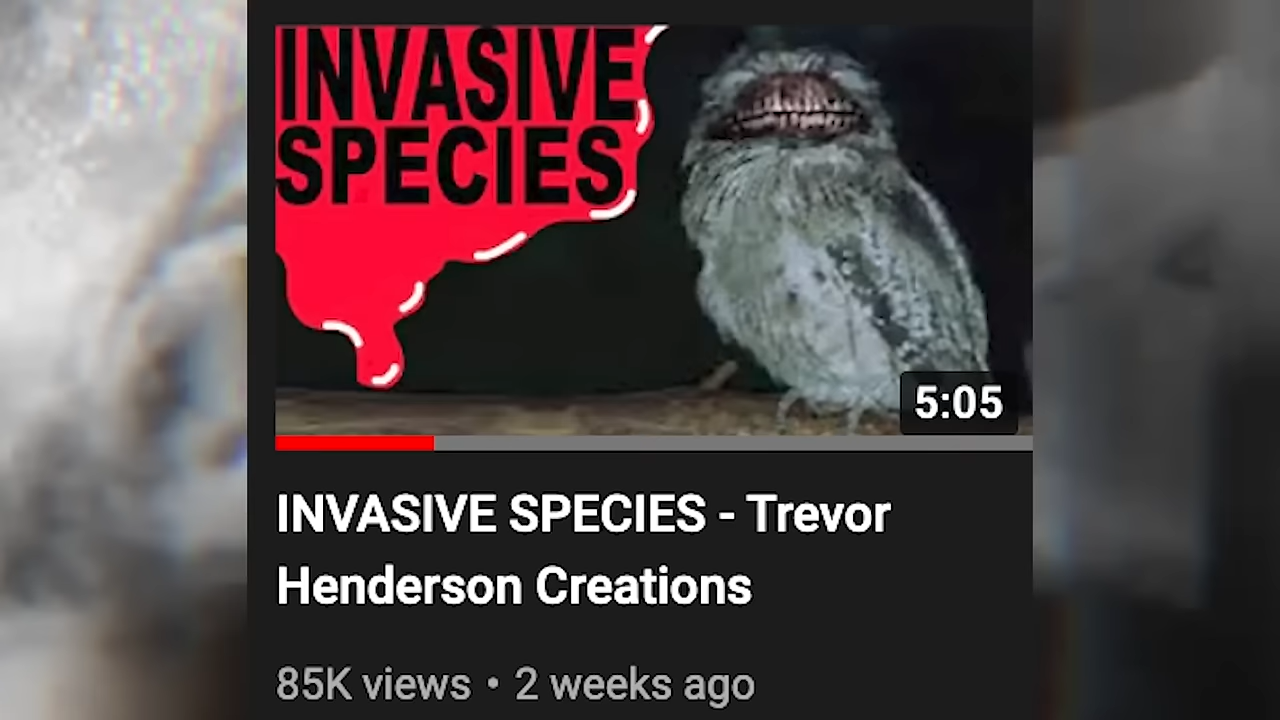 INVASIVE
SPECIES
5:05
INVASIVE SPECIES - Trevor
Henderson Creations
85K views • 2 weeks ago